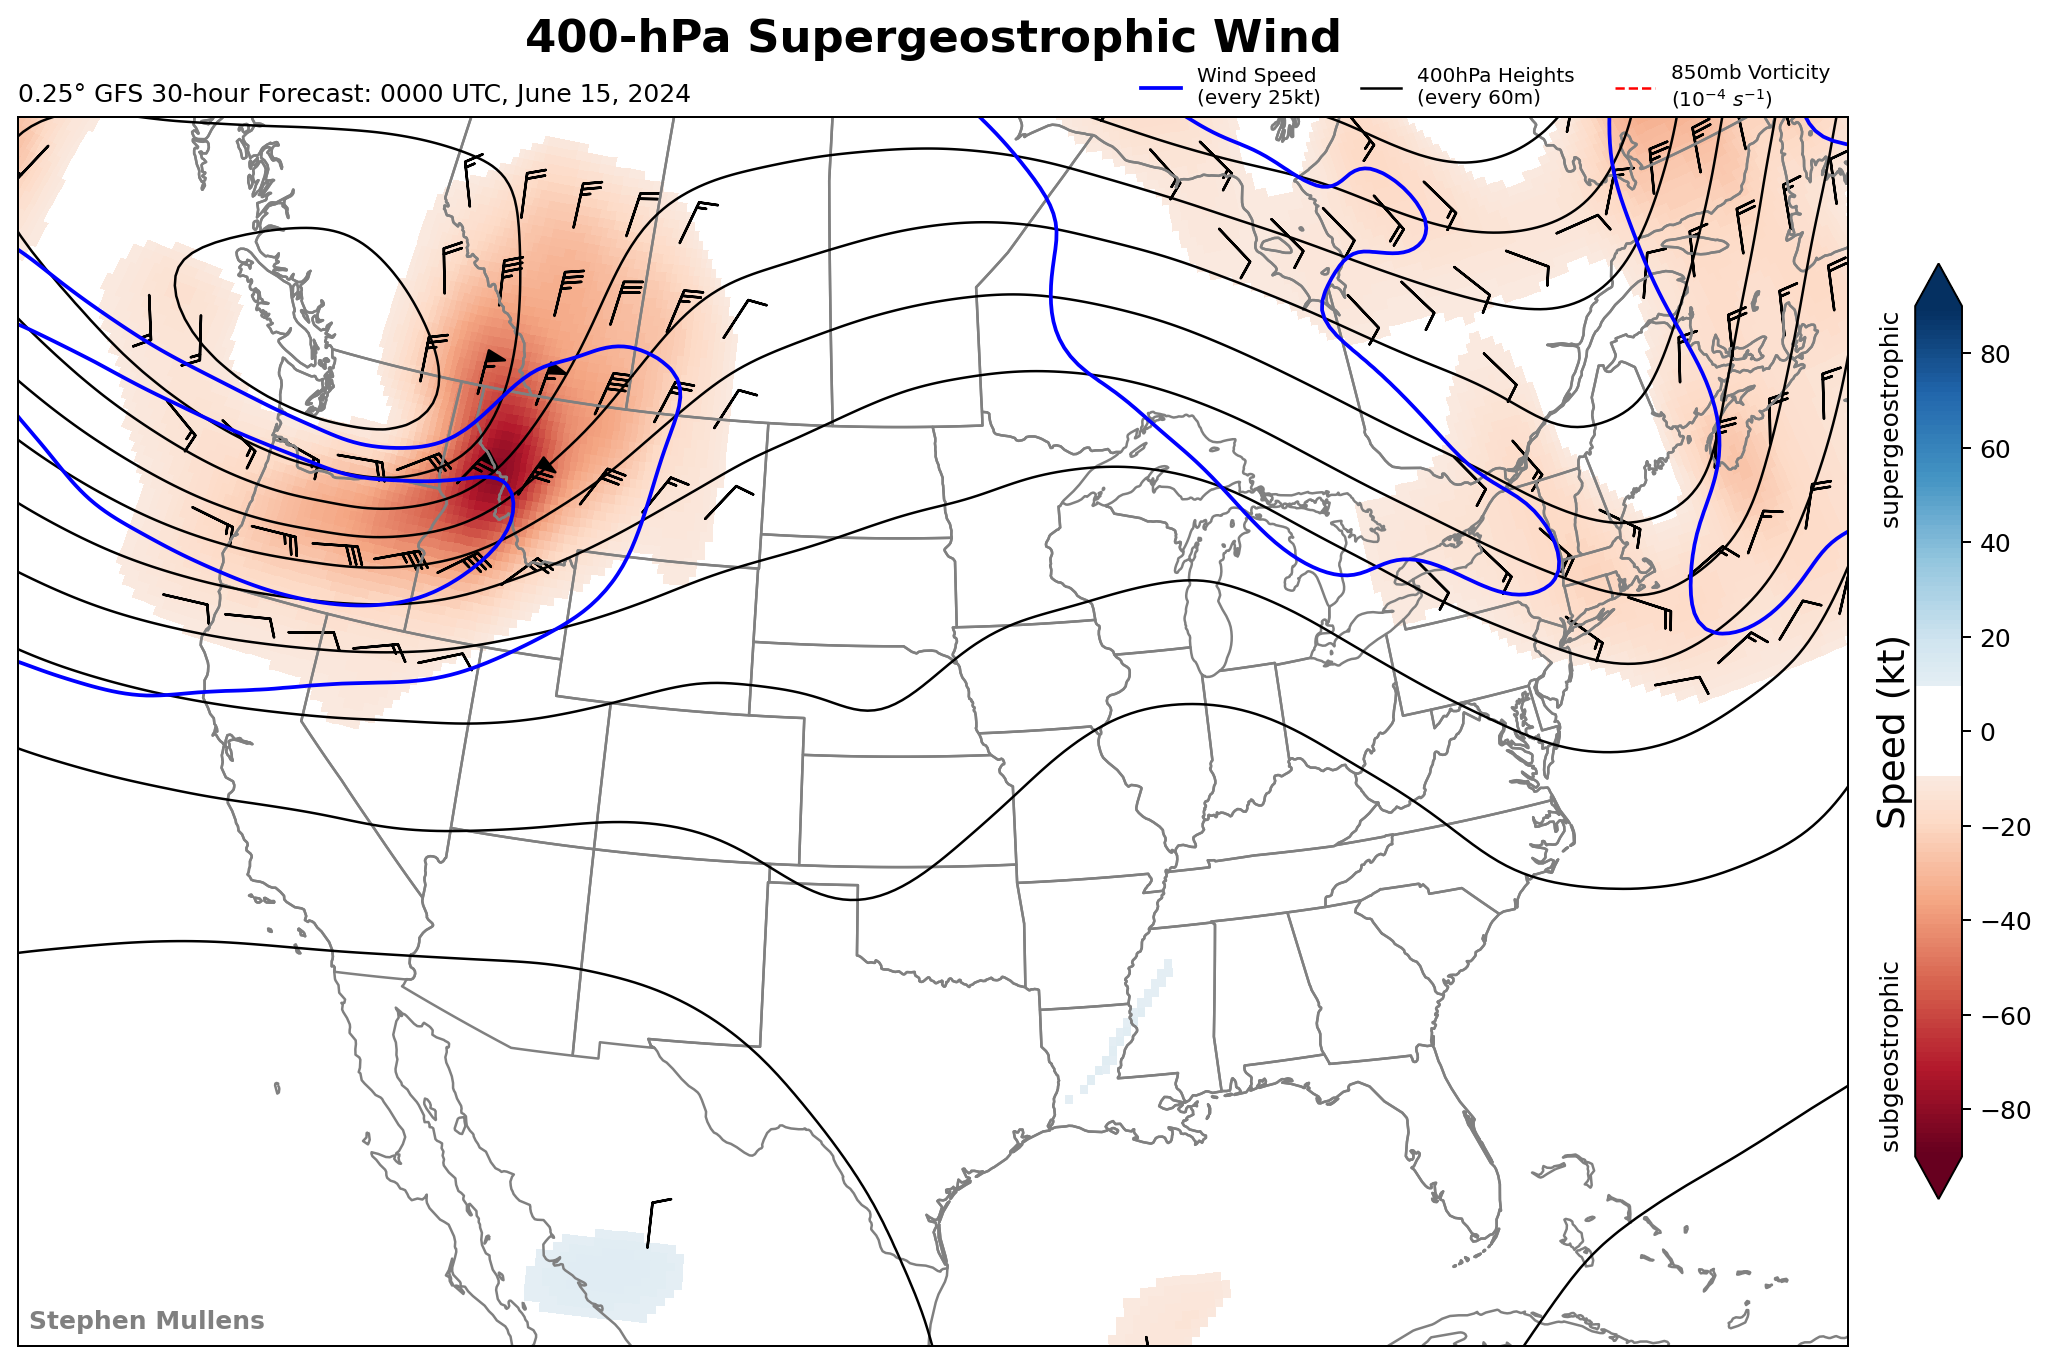 400-hPa Supergeostrophic Wind
0.25° GFS 30-hour Forecast: 0000 UTC, June 15, 2024
Wind Speed
(every 25kt)
400hPa Heights
(every 60m)
850mb Vorticity
(10⁻⁴ s⁻¹)
supergeostrophic
Speed (kt)
subgeostrophic
80
60
40
20
0
−20
−40
−60
−80
Stephen Mullens